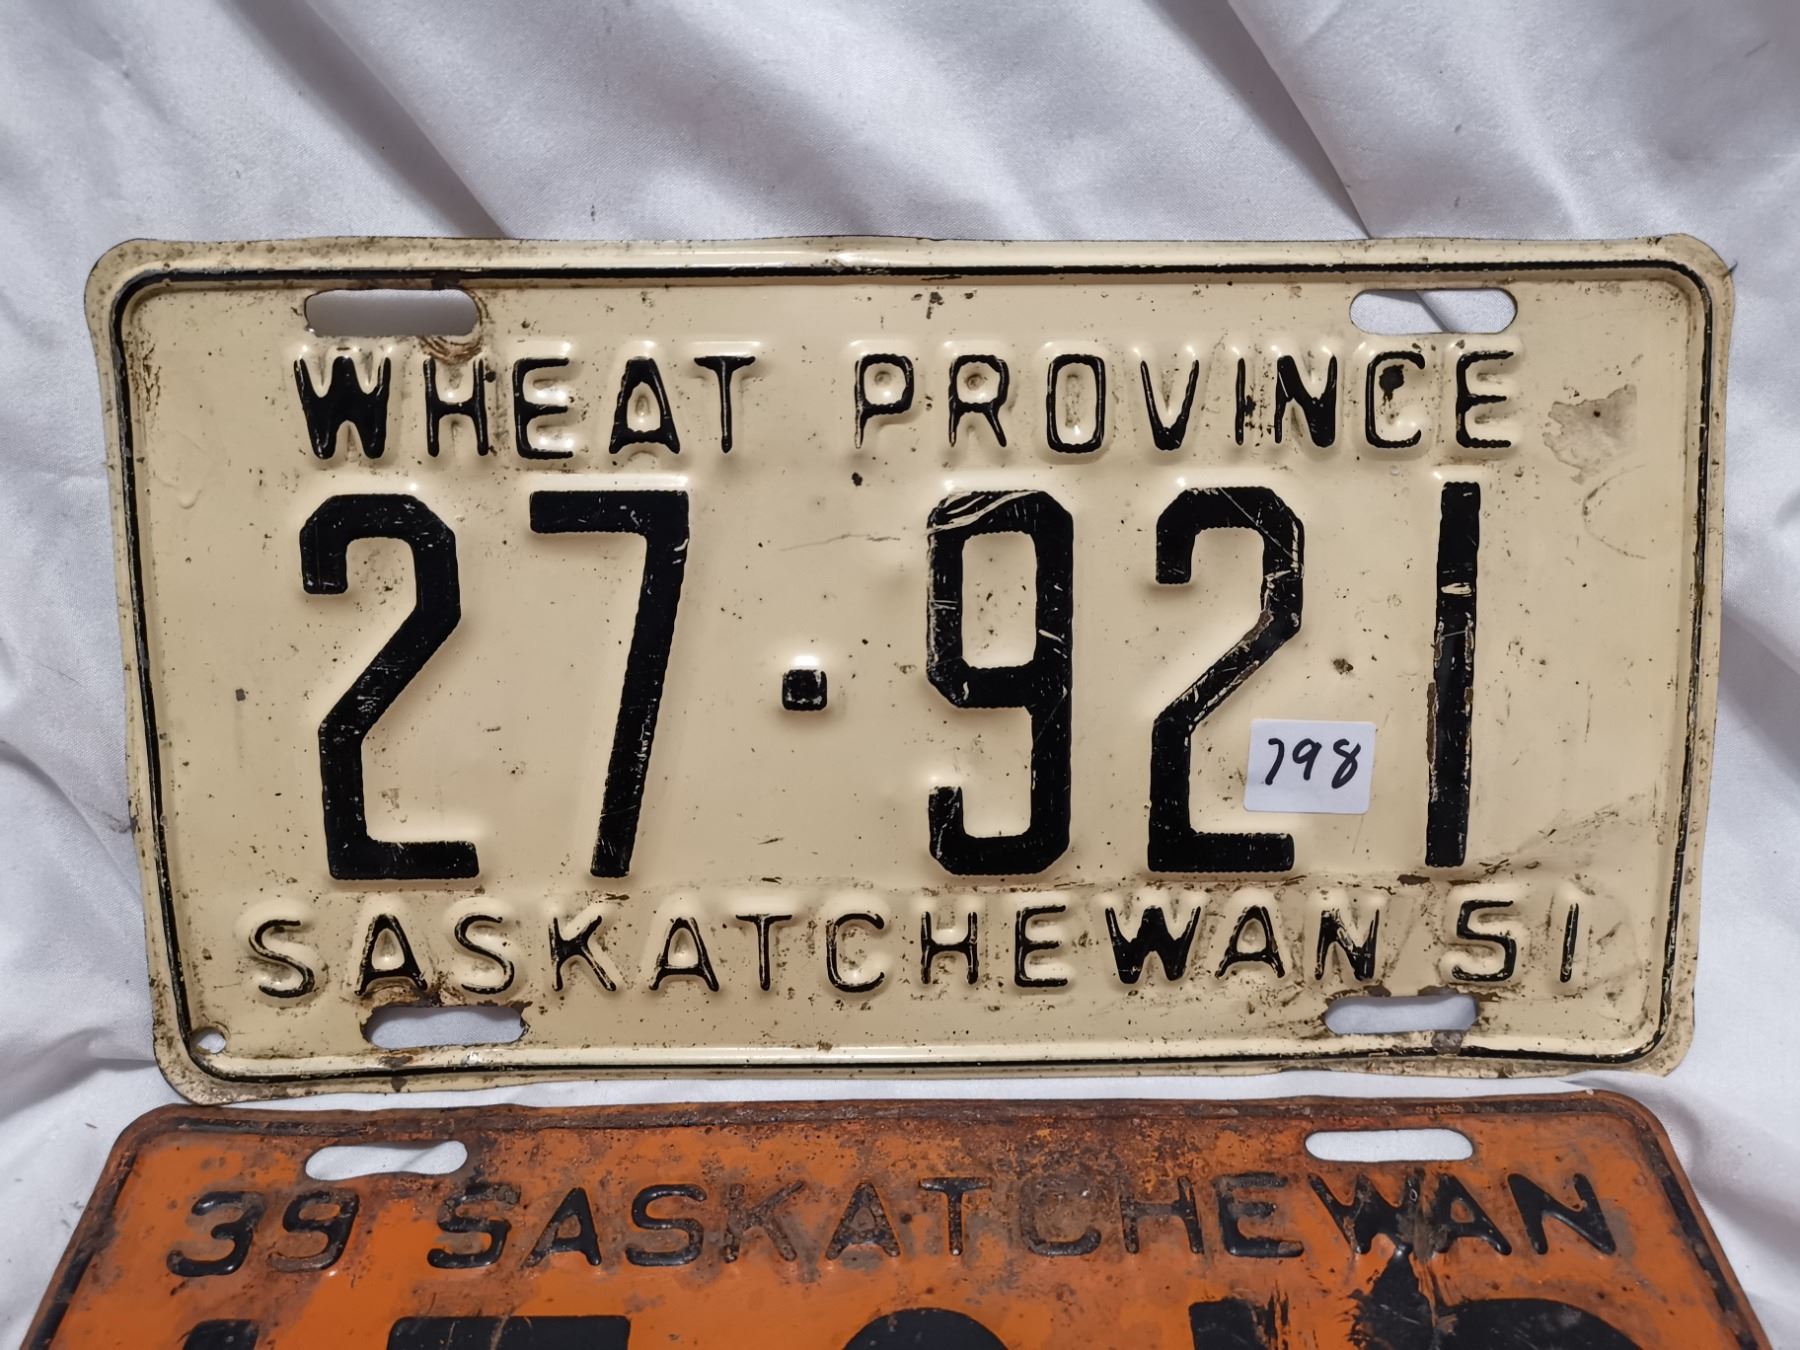 WHEAT PROVINCE
27·921
798
SASKATCHEWAN 51
39 SASKATCHEWAN